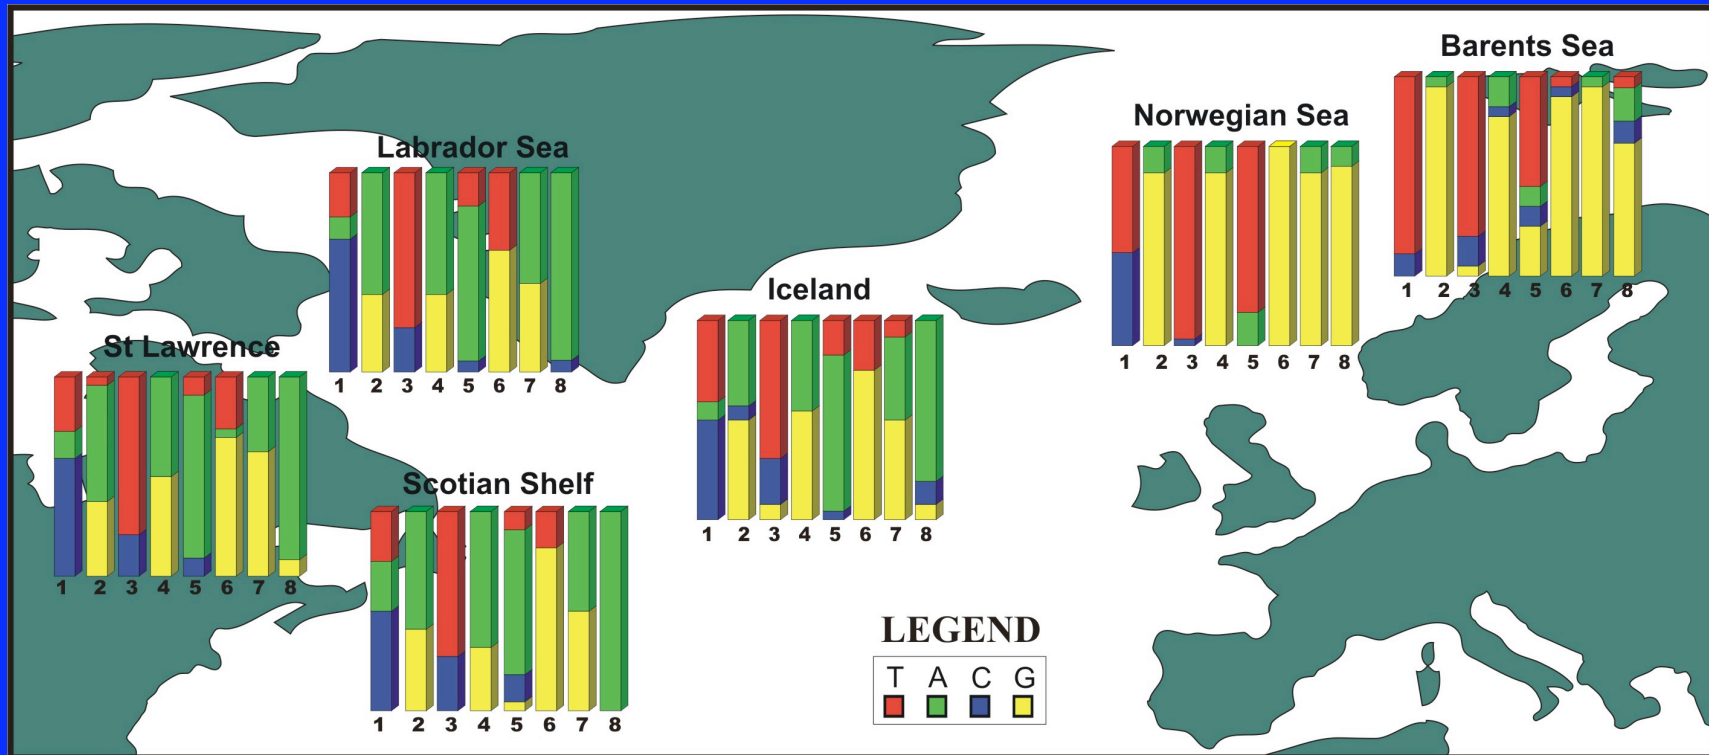 Barents Sea
1 2 3 4 5 6 7 8
Norwegian Sea
1 2 3 4 5 6 7 8
Labrador Sea
1 2 3 4 5 6 7 8
Iceland
1 2 3 4 5 6 7 8
St Lawrence
1 2 3 4 5 6 7 8
Scotian Shelf
1 2 3 4 5 6 7 8
LEGEND
T A C G